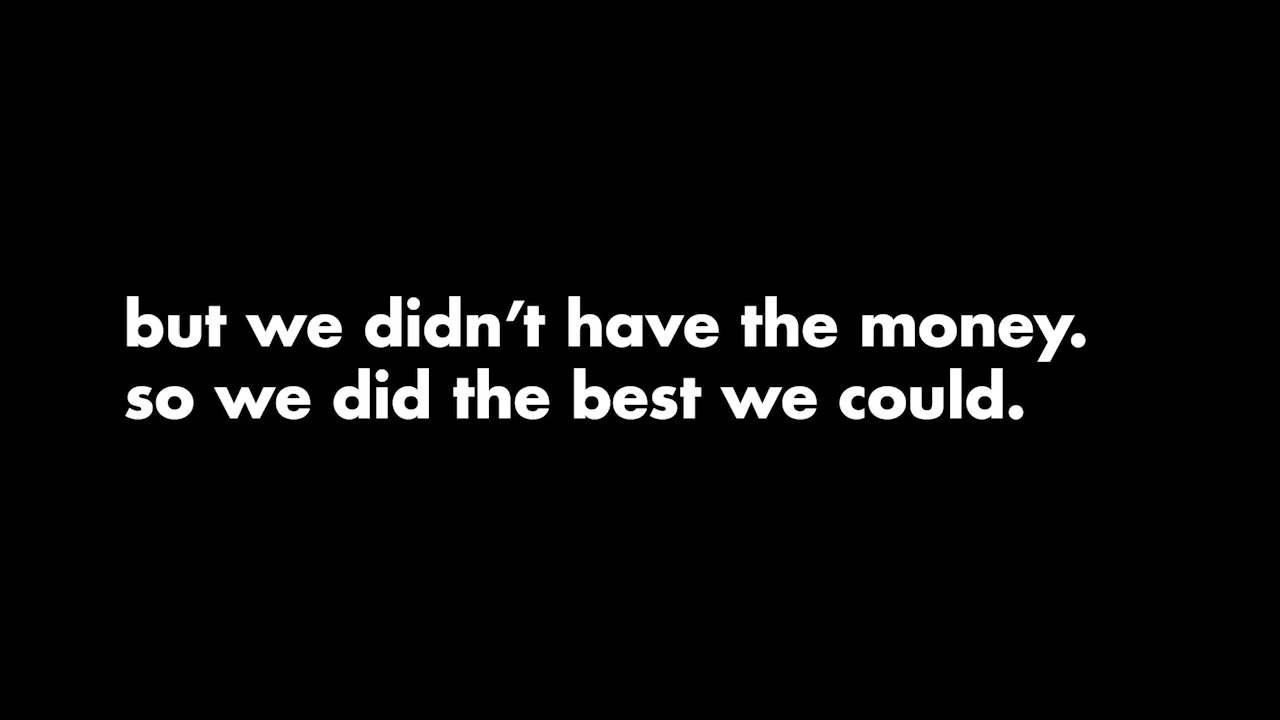 but we didn’t have the money.
so we did the best we could.